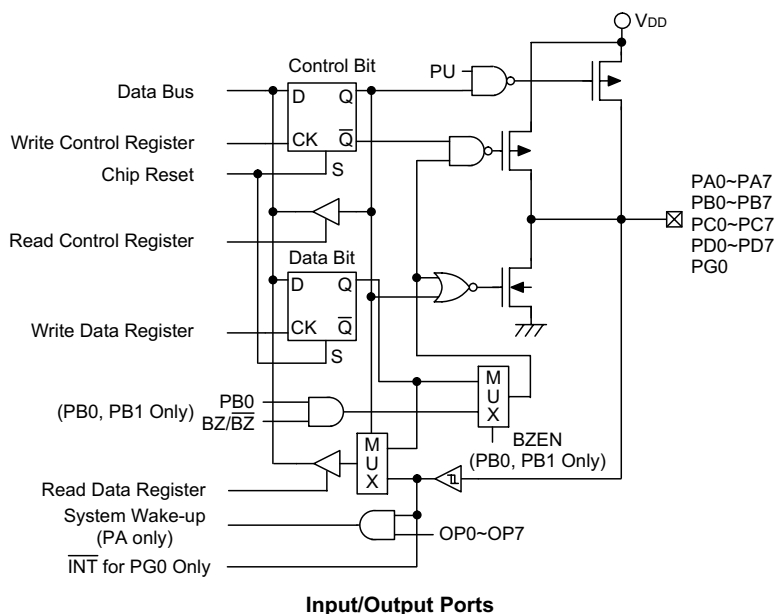 VDD
Control Bit
PU
Data Bus
D Q
Write Control Register
CK Q̅
Chip Reset
S
PA0~PA7
PB0~PB7
PC0~PC7
PD0~PD7
PG0
Read Control Register
Data Bit
D Q
Write Data Register
CK Q̅
S
MUX
PB0
(PB0, PB1 Only)
BZ/B̅Z̅
BZEN
(PB0, PB1 Only)
MUX
Read Data Register
System Wake-up
(PA only)
OP0~OP7
I̅N̅T̅ for PG0 Only
Input/Output Ports